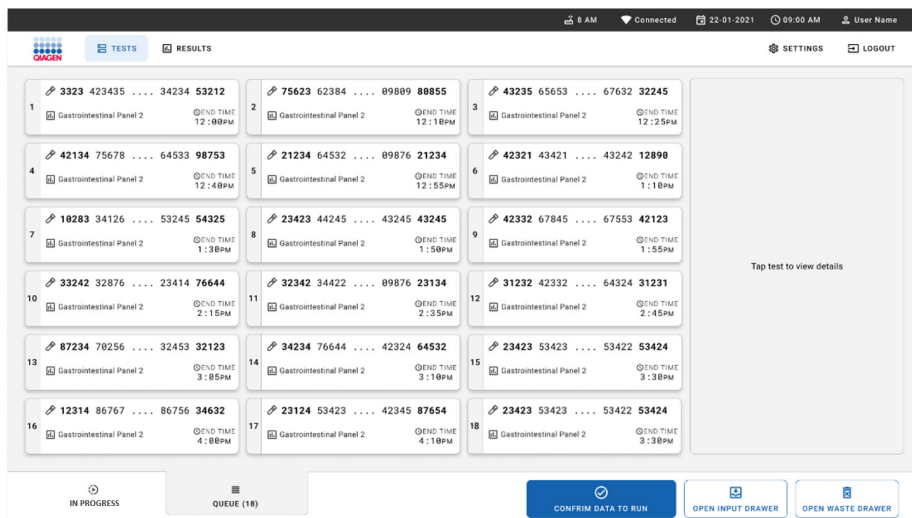 8 AM Connected 22-01-2021 09:00 AM User Name
QIAGEN TESTS RESULTS SETTINGS LOGOUT
1 3323 423435 .... 34234 53212
Gastrointestinal Panel 2 END TIME 12:00PM
2 75623 62384 .... 09809 80855
Gastrointestinal Panel 2 END TIME 12:10PM
3 43235 65653 .... 67632 32245
Gastrointestinal Panel 2 END TIME 12:25PM
4 42134 75678 .... 64533 98753
Gastrointestinal Panel 2 END TIME 12:40PM
5 21234 64532 .... 09876 21234
Gastrointestinal Panel 2 END TIME 12:55PM
6 42321 43421 .... 43242 12890
Gastrointestinal Panel 2 END TIME 1:10PM
7 10283 34126 .... 53245 54325
Gastrointestinal Panel 2 END TIME 1:30PM
8 23423 44245 .... 43245 43245
Gastrointestinal Panel 2 END TIME 1:50PM
9 42332 67845 .... 67553 42123
Gastrointestinal Panel 2 END TIME 1:55PM
10 33242 32876 .... 23414 76644
Gastrointestinal Panel 2 END TIME 2:15PM
11 32342 34422 .... 09876 23134
Gastrointestinal Panel 2 END TIME 2:35PM
12 31232 42332 .... 64324 31231
Gastrointestinal Panel 2 END TIME 2:45PM
13 87234 70256 .... 32453 32123
Gastrointestinal Panel 2 END TIME 3:05PM
14 34234 76644 .... 42324 64532
Gastrointestinal Panel 2 END TIME 3:10PM
15 23423 53423 .... 53422 53424
Gastrointestinal Panel 2 END TIME 3:30PM
16 12314 86767 .... 86756 34632
Gastrointestinal Panel 2 END TIME 4:00PM
17 23124 53423 .... 42345 87654
Gastrointestinal Panel 2 END TIME 4:10PM
18 23423 53423 .... 53422 53424
Gastrointestinal Panel 2 END TIME 3:30PM
Tap test to view details
IN PROGRESS QUEUE (18) CONFRIM DATA TO RUN OPEN INPUT DRAWER OPEN WASTE DRAWER